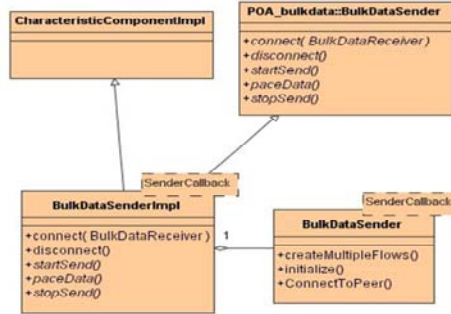 CharacteristicComponentImpl
POA_bulkdata::BulkDataSender
+connect( BulkDataReceiver )
+disconnect()
+startSend()
+paceData()
+stopSend()
SenderCallback
BulkDataSenderImpl
+connect( BulkDataReceiver )
+disconnect()
+startSend()
+paceData()
+stopSend()
1
SenderCallback
BulkDataSender
+createMultipleFlows()
+initialize()
+ConnectToPeer()